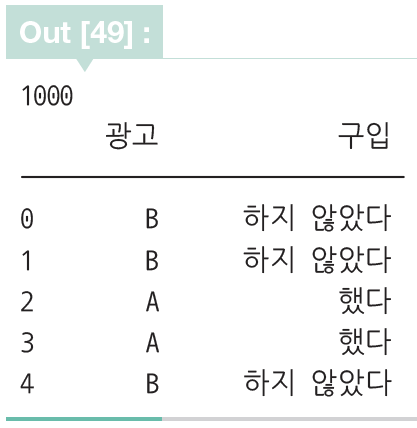 Out [49] :
1000
광고 구입
0 B 하지 않았다
1 B 하지 않았다
2 A 했다
3 A 했다
4 B 하지 않았다